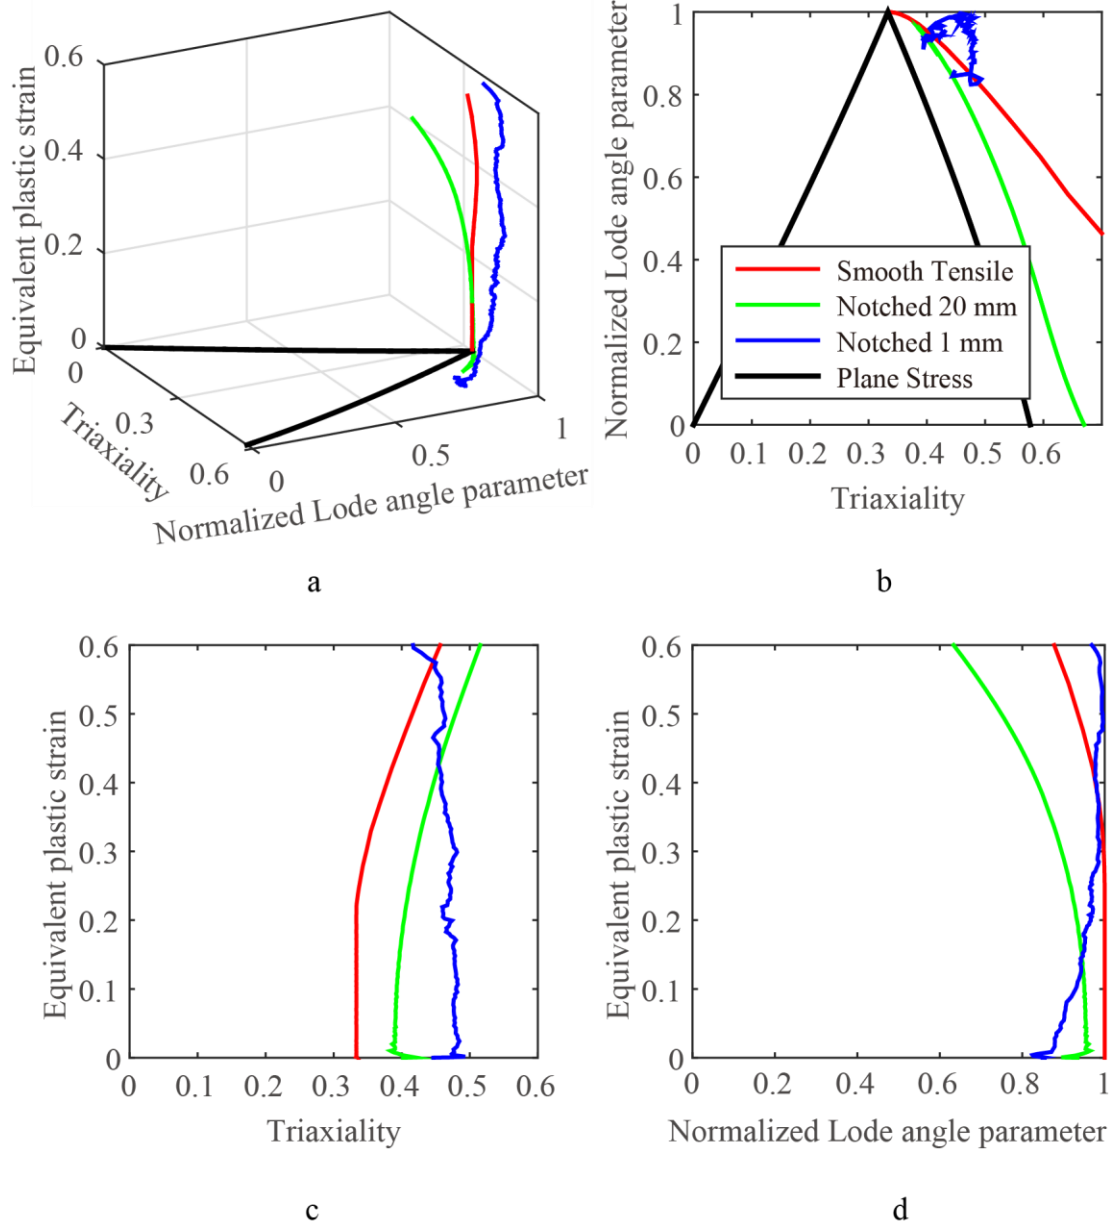 0.6
0.4
0.2
0
Equivalent plastic strain
0
0.3
0.6
Triaxiality
0
0.5
1
Normalized Lode angle parameter
a
1
0.8
0.6
0.4
0.2
0
Normalized Lode angle parameter
Smooth Tensile
Notched 20 mm
Notched 1 mm
Plane Stress
0 0.1 0.2 0.3 0.4 0.5 0.6
Triaxiality
b
0.6
0.5
0.4
0.3
0.2
0.1
0
Equivalent plastic strain
0 0.1 0.2 0.3 0.4 0.5 0.6
Triaxiality
c
0.6
0.5
0.4
0.3
0.2
0.1
0
Equivalent plastic strain
0 0.2 0.4 0.6 0.8 1
Normalized Lode angle parameter
d